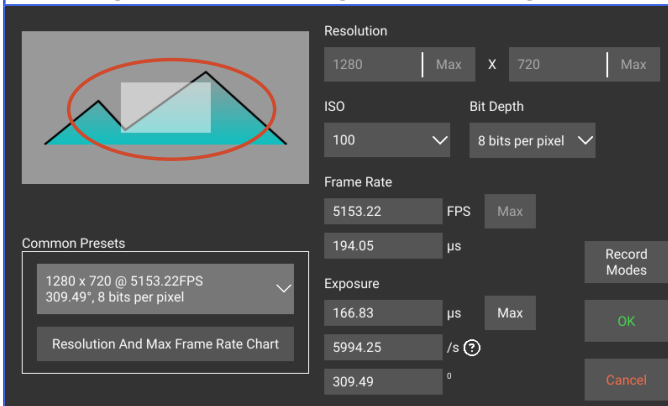 Resolution
1280 Max X 720 Max
ISO Bit Depth
100 8 bits per pixel
Frame Rate
5153.22 FPS Max
194.05 µs
Common Presets
1280 x 720 @ 5153.22FPS
309.49°, 8 bits per pixel
Resolution And Max Frame Rate Chart
Exposure
166.83 µs Max
5994.25 /s ?
309.49 °
Record
Modes
OK
Cancel